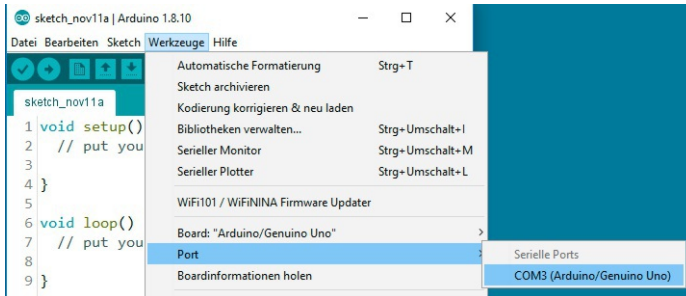 sketch_nov11a | Arduino 1.8.10
Datei Bearbeiten Sketch Werkzeuge Hilfe
sketch_nov11a
1 void setup()
2 // put you
3
4 }
5
6 void loop()
7 // put you
8
9 }
Automatische Formatierung Strg+T
Sketch archivieren
Kodierung korrigieren & neu laden
Bibliotheken verwalten... Strg+Umschalt+I
Serieller Monitor Strg+Umschalt+M
Serieller Plotter Strg+Umschalt+L
WiFi101 / WiFiNINA Firmware Updater
Board: "Arduino/Genuino Uno"
Port
Boardinformationen holen
Serielle Ports
COM3 (Arduino/Genuino Uno)